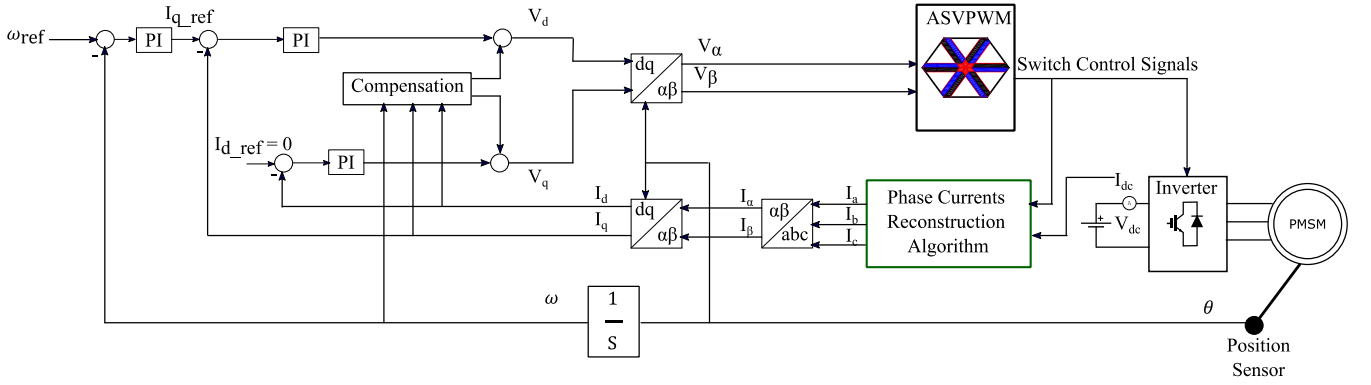 ωref
-
PI
Iq_ref
-
PI
Vd
Compensation
Id_ref = 0
-
PI
Vq
dq
αβ
Vα
Vβ
ASVPWM
Switch Control Signals
Id
Iq
dq
αβ
Iα
Iβ
αβ
abc
Ia
Ib
Ic
Phase Currents
Reconstruction
Algorithm
Idc
A
+
Vdc
Inverter
PMSM
ω
1
S
θ
Position
Sensor